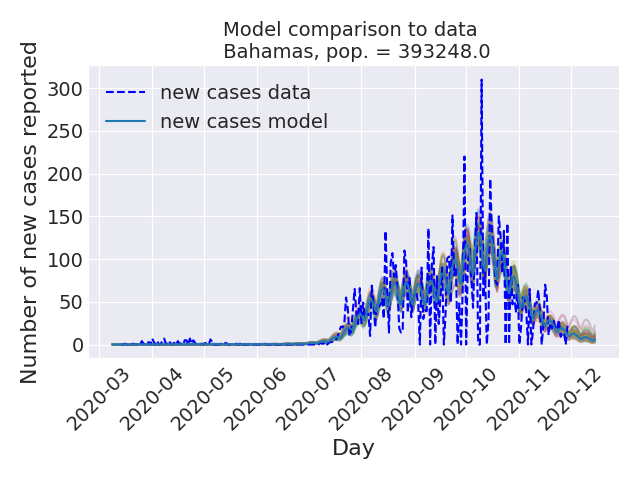 Model comparison to data
Bahamas, pop. = 393248.0
Number of new cases reported
300
250
200
150
100
50
0
new cases data
new cases model
2020-03
2020-04
2020-05
2020-06
2020-07
2020-08
2020-09
2020-10
2020-11
2020-12
Day